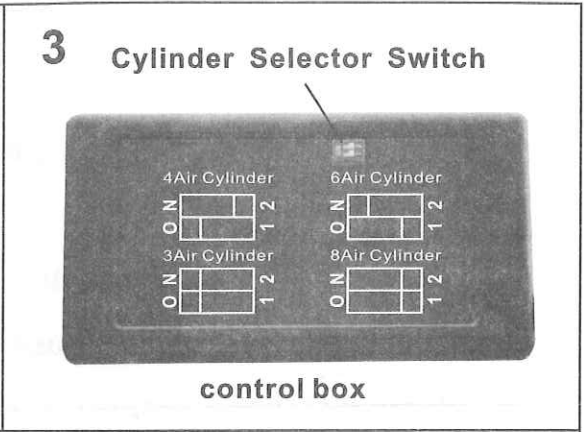 3 Cylinder Selector Switch
4Air Cylinder 6Air Cylinder
ON 1 2 ON 1 2
3Air Cylinder 8Air Cylinder
ON 1 2 ON 1 2
control box